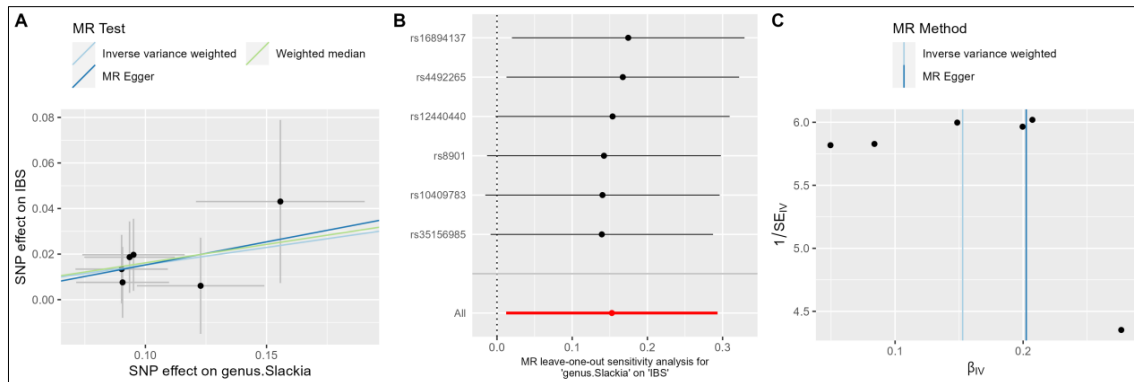 A
MR Test
Inverse variance weighted
Weighted median
MR Egger
0.08
0.06
0.04
0.02
0.00
0.10
0.15
SNP effect on IBS
SNP effect on genus.Slackia
B
rs16894137
rs4492265
rs12440440
rs8901
rs10409783
rs35156985
All
0.0
0.1
0.2
0.3
MR leave-one-out sensitivity analysis for
'genus.Slackia' on 'IBS'
C
MR Method
Inverse variance weighted
MR Egger
6.0
5.5
5.0
4.5
0.1
0.2
1/SE_IV
β_IV